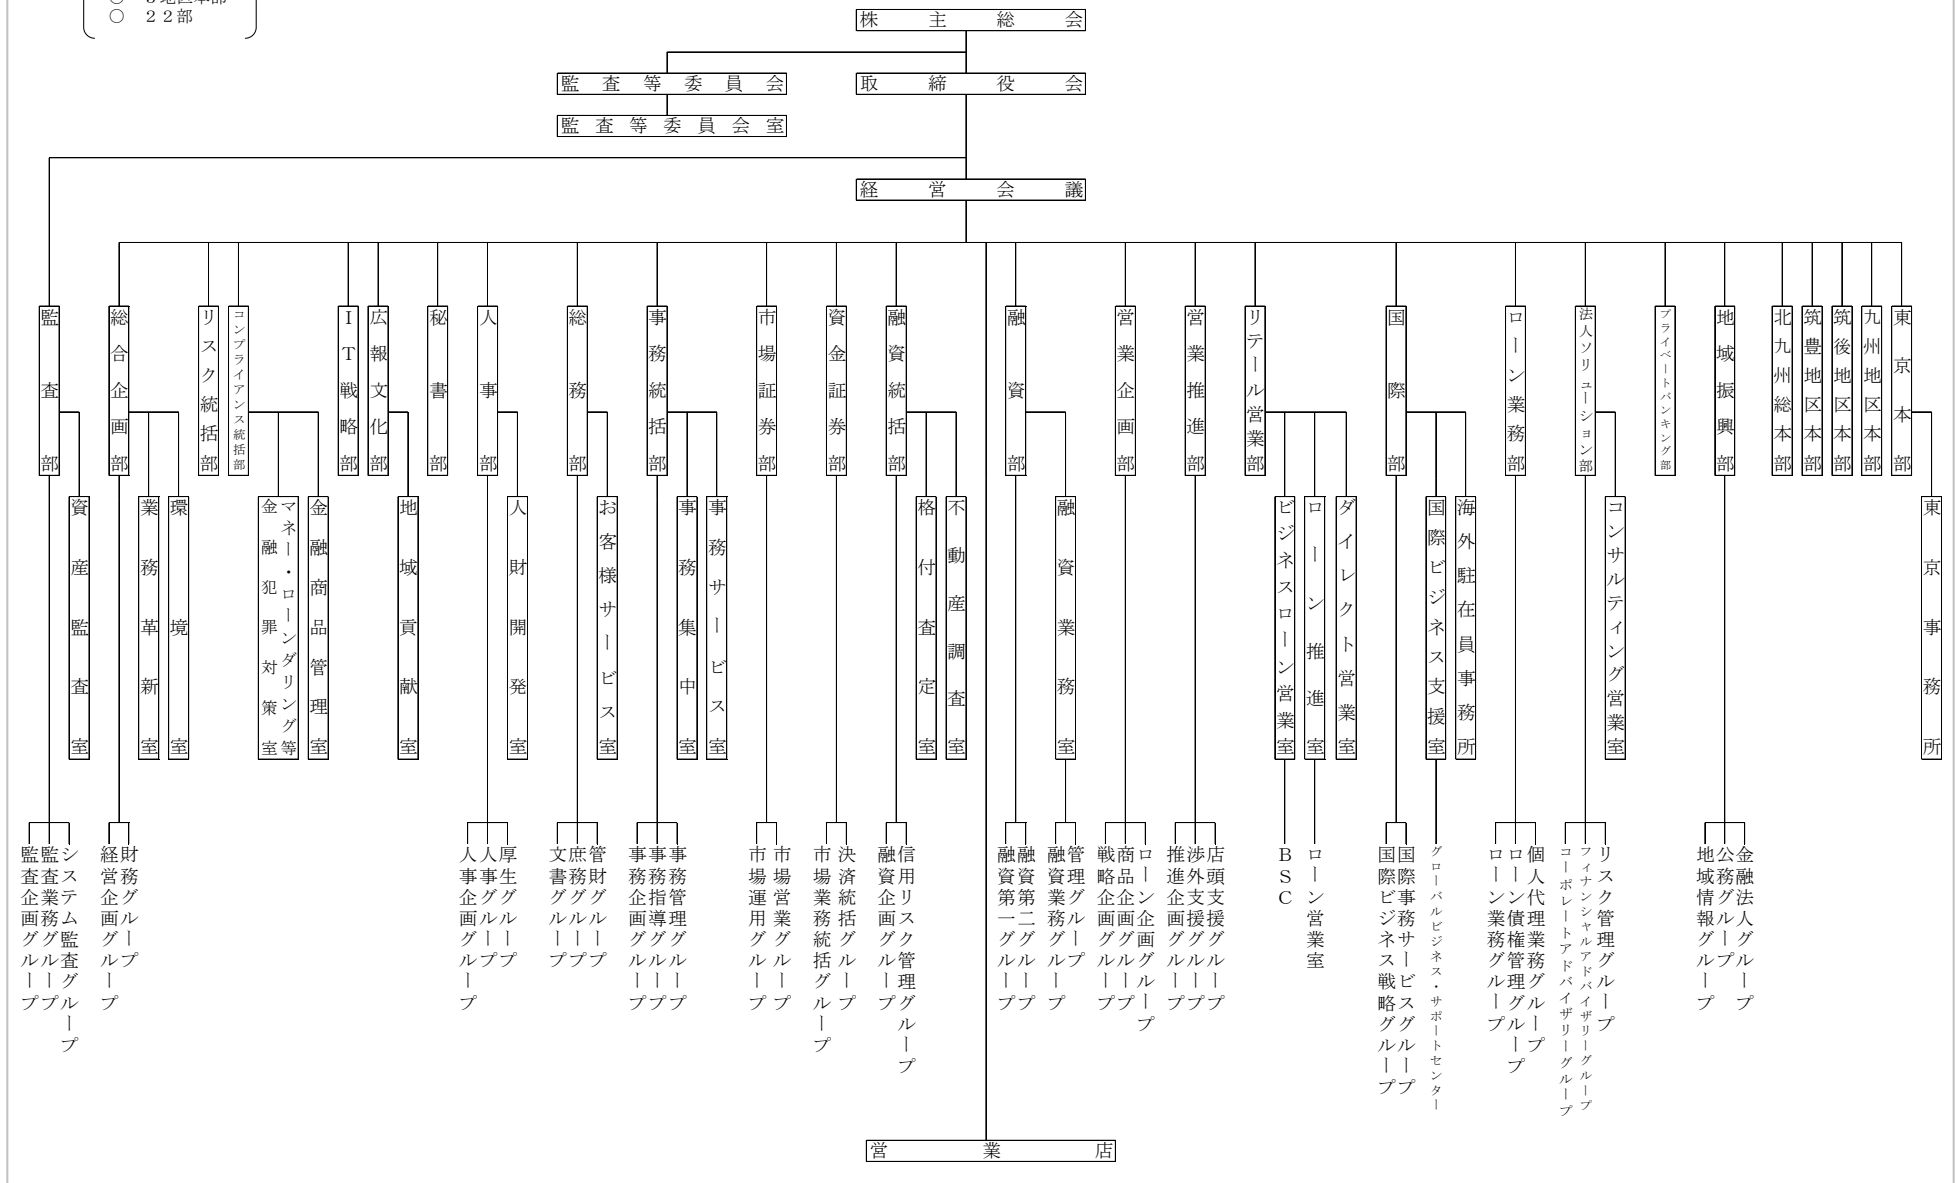 ○ ２２部
株主総会
監査等委員会
取締役会
監査等委員会室
経営会議
監査部
総合企画部
リスク統括部
コンプライアンス統括部
ＩＴ戦略部
広報文化部
秘書部
人事部
総務部
事務統括部
市場証券部
資金証券部
融資統括部
融資部
営業企画部
営業推進部
リテール営業部
国際部
ローン業務部
法人ソリューション部
プライベートバンキング部
地域振興部
北九州総本部
筑豊地区本部
筑後地区本部
九州地区本部
東京本部
資産監査室
業務革新室
環境室
マネー・ローンダリング等
金融犯罪対策室
金融商品管理室
地域貢献室
人財開発室
お客様サービス室
事務集中室
事務サービス室
格付査定室
不動産調査室
融資業務室
ビジネスローン営業室
ローン推進室
ダイレクト営業室
国際ビジネス支援室
海外駐在員事務所
コンサルティング営業室
東京事務所
監査企画グループ
監査業務グループ
システム監査グループ
経営企画グループ
財務グループ
人事企画グループ
人事グループ
厚生グループ
文書グループ
庶務グループ
管財グループ
事務企画グループ
事務指導グループ
事務管理グループ
市場運用グループ
市場営業グループ
市場業務統括グループ
決済統括グループ
融資企画グループ
信用リスク管理グループ
融資第一グループ
融資第二グループ
融資業務グループ
管理グループ
戦略企画グループ
商品企画グループ
ローン企画グループ
推進企画グループ
渉外支援グループ
店頭支援グループ
ＢＳＣ
ローン営業室
国際ビジネス戦略グループ
国際事務サービスグループ
グローバルビジネス・サポートセンター
ローン業務グループ
ローン債権管理グループ
個人代理業務グループ
コーポレートアドバイザリーグループ
フィナンシャルアドバイザリーグループ
リスク管理グループ
地域情報グループ
公務グループ
金融法人グループ
営業店